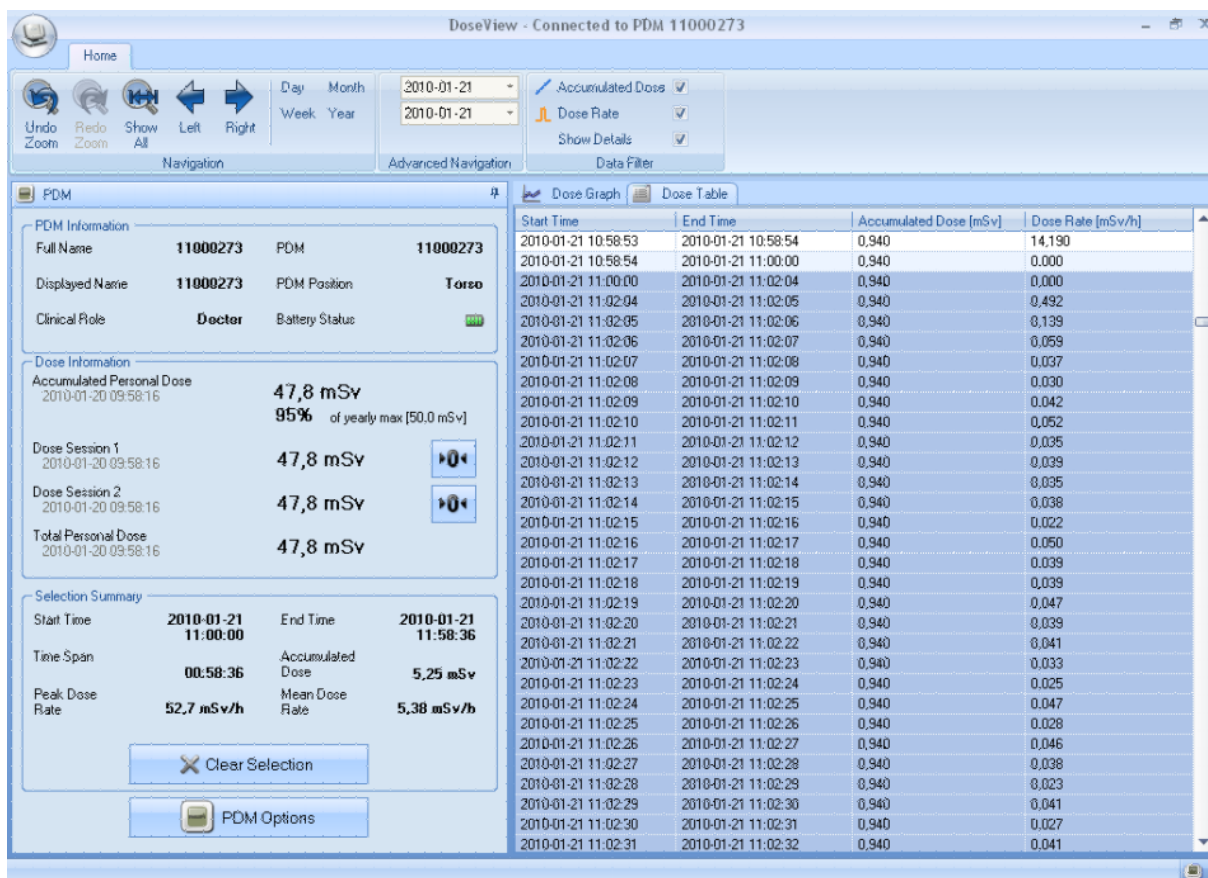 DoseView - Connected to PDM 11000273
Home
Undo Zoom
Redo Zoom
Show All
Left
Right
Day Month
Week Year
Navigation
2010-01-21
2010-01-21
Advanced Navigation
Accumulated Dose
Dose Rate
Show Details
Data Filter
PDM
PDM Information
Full Name 11000273 PDM 11000273
Displayed Name 11000273 PDM Position Torso
Clinical Role Doctor Battery Status
Dose Information
Accumulated Personal Dose
2010-01-20 09:58:16
47,8 mSv
95% of yearly max [50.0 mSv]
Dose Session 1
2010-01-20 09:58:16
47,8 mSv
0
Dose Session 2
2010-01-20 09:58:16
47,8 mSv
0
Total Personal Dose
2010-01-20 09:58:16
47,8 mSv
Selection Summary
Start Time 2010-01-21 11:00:00 End Time 2010-01-21 11:58:36
Time Span 00:58:36 Accumulated Dose 5,25 mSv
Peak Dose Rate 52,7 mSv/h Mean Dose Rate 5,38 mSv/h
Clear Selection
PDM Options
Dose Graph Dose Table
Start Time End Time Accumulated Dose [mSv] Dose Rate [mSv/h]
2010-01-21 10:58:53 2010-01-21 10:58:54 0,940 14,190
2010-01-21 10:58:54 2010-01-21 11:00:00 0,940 0.000
2010-01-21 11:00:00 2010-01-21 11:02:04 0,940 0,000
2010-01-21 11:02:04 2010-01-21 11:02:05 0,940 0,492
2010-01-21 11:02:05 2010-01-21 11:02:06 0,940 0,139
2010-01-21 11:02:06 2010-01-21 11:02:07 0,940 0,059
2010-01-21 11:02:07 2010-01-21 11:02:08 0,940 0,037
2010-01-21 11:02:08 2010-01-21 11:02:09 0,940 0,030
2010-01-21 11:02:09 2010-01-21 11:02:10 0,940 0,042
2010-01-21 11:02:10 2010-01-21 11:02:11 0,940 0,052
2010-01-21 11:02:11 2010-01-21 11:02:12 0,940 0,035
2010-01-21 11:02:12 2010-01-21 11:02:13 0,940 0,039
2010-01-21 11:02:13 2010-01-21 11:02:14 0,940 0,035
2010-01-21 11:02:14 2010-01-21 11:02:15 0,940 0,038
2010-01-21 11:02:15 2010-01-21 11:02:16 0,940 0,022
2010-01-21 11:02:16 2010-01-21 11:02:17 0,940 0,050
2010-01-21 11:02:17 2010-01-21 11:02:18 0,940 0.039
2010-01-21 11:02:18 2010-01-21 11:02:19 0,940 0,039
2010-01-21 11:02:19 2010-01-21 11:02:20 0,940 0,047
2010-01-21 11:02:20 2010-01-21 11:02:21 0,940 0,039
2010-01-21 11:02:21 2010-01-21 11:02:22 0,940 0,041
2010-01-21 11:02:22 2010-01-21 11:02:23 0,940 0,033
2010-01-21 11:02:23 2010-01-21 11:02:24 0,940 0,025
2010-01-21 11:02:24 2010-01-21 11:02:25 0,940 0,047
2010-01-21 11:02:25 2010-01-21 11:02:26 0,940 0,028
2010-01-21 11:02:26 2010-01-21 11:02:27 0,940 0,046
2010-01-21 11:02:27 2010-01-21 11:02:28 0,940 0,038
2010-01-21 11:02:28 2010-01-21 11:02:29 0,940 0,023
2010-01-21 11:02:29 2010-01-21 11:02:30 0,940 0,041
2010-01-21 11:02:30 2010-01-21 11:02:31 0,940 0,027
2010-01-21 11:02:31 2010-01-21 11:02:32 0,940 0,041